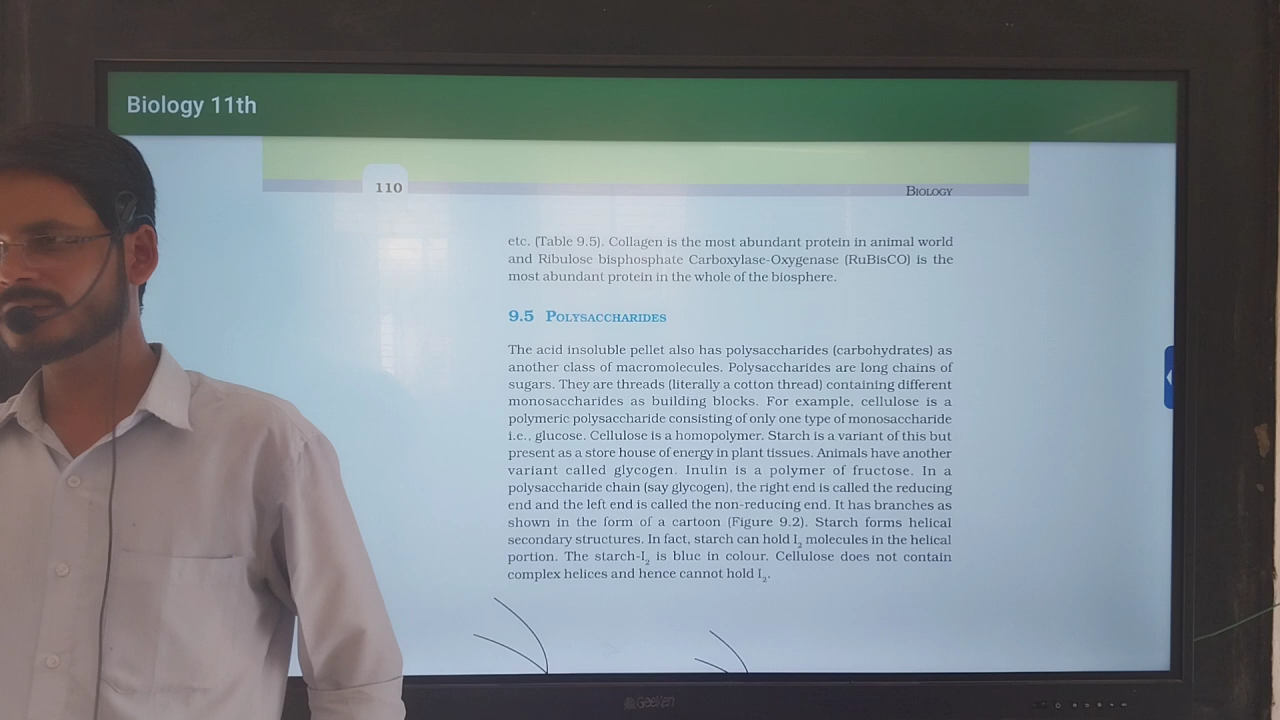 Biology 11th
110
BIOLOGY
etc. (Table 9.5). Collagen is the most abundant protein in animal world
and Ribulose bisphosphate Carboxylase-Oxygenase (RuBisCO) is the
most abundant protein in the whole of the biosphere.
9.5 POLYSACCHARIDES
The acid insoluble pellet also has polysaccharides (carbohydrates) as
another class of macromolecules. Polysaccharides are long chains of
sugars. They are threads (literally a cotton thread) containing different
monosaccharides as building blocks. For example, cellulose is a
polymeric polysaccharide consisting of only one type of monosaccharide
i.e., glucose. Cellulose is a homopolymer. Starch is a variant of this but
present as a store house of energy in plant tissues. Animals have another
variant called glycogen. Inulin is a polymer of fructose. In a
polysaccharide chain (say glycogen), the right end is called the reducing
end and the left end is called the non-reducing end. It has branches as
shown in the form of a cartoon (Figure 9.2). Starch forms helical
secondary structures. In fact, starch can hold I₂ molecules in the helical
portion. The starch-I₂ is blue in colour. Cellulose does not contain
complex helices and hence cannot hold I₂.
Geeken